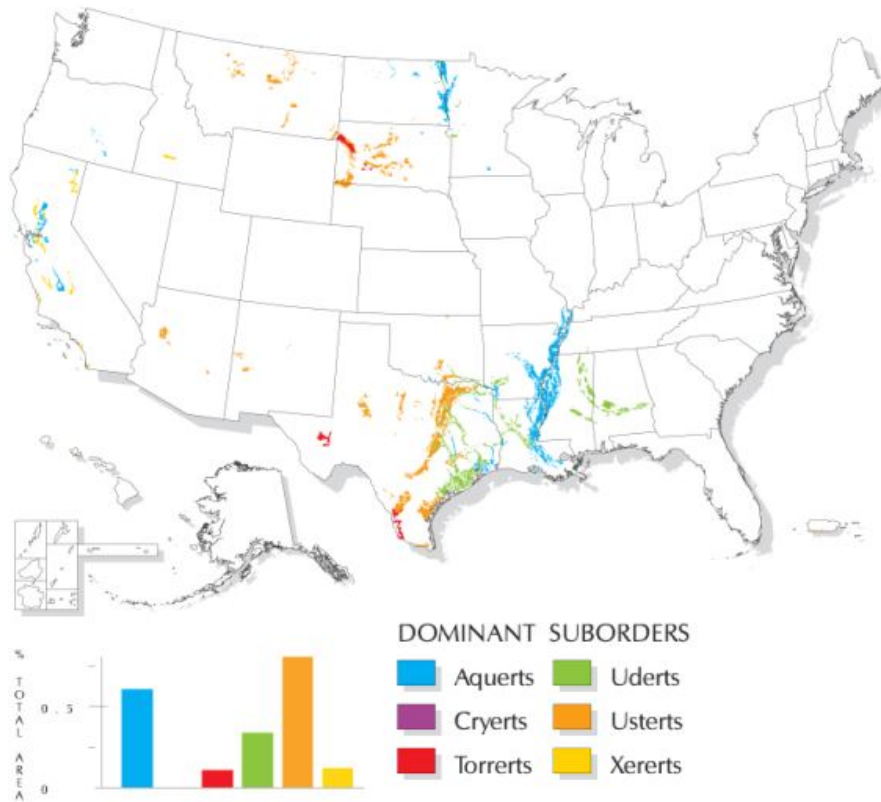 DOMINANT SUBORDERS
Aquerts Uderts
Cryerts Usterts
Torrerts Xererts
% TOTAL AREA
0.5
0